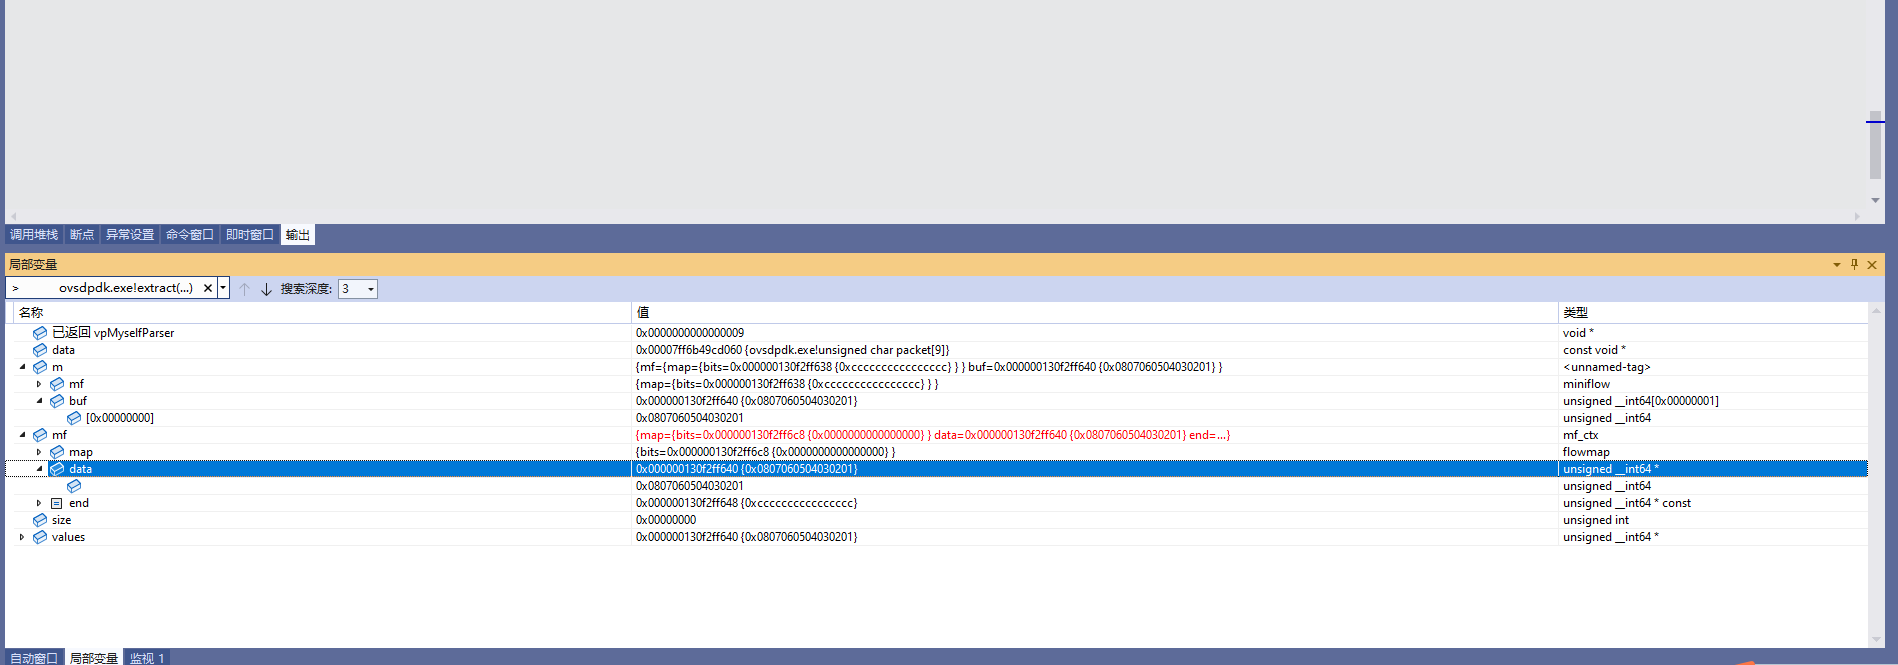 调用堆栈 断点 异常设置 命令窗口 即时窗口 输出
局部变量
> ovsdpdk.exe!extract(...) 搜索深度: 3
名称 值 类型
已返回 vpMyselfParser 0x0000000000000009 void *
data 0x00007ff6b49cd060 {ovsdpdk.exe!unsigned char packet[9]} const void *
m {mf={map={bits=0x000000130f2ff638 {0xcccccccccccccccc} } } buf=0x000000130f2ff640 {0x0807060504030201} } <unnamed-tag>
mf {map={bits=0x000000130f2ff638 {0xcccccccccccccccc} } } miniflow
buf 0x000000130f2ff640 {0x0807060504030201} unsigned __int64[0x00000001]
[0x00000000] 0x0807060504030201 unsigned __int64
mf {map={bits=0x000000130f2ff6c8 {0x0000000000000000} } data=0x000000130f2ff640 {0x0807060504030201} end=...} mf_ctx
map {bits=0x000000130f2ff6c8 {0x0000000000000000} } flowmap
data 0x000000130f2ff640 {0x0807060504030201} unsigned __int64 *
0x0807060504030201 unsigned __int64
end 0x000000130f2ff648 {0xcccccccccccccccc} unsigned __int64 * const
size 0x00000000 unsigned int
values 0x000000130f2ff640 {0x0807060504030201} unsigned __int64 *
自动窗口 局部变量 监视 1